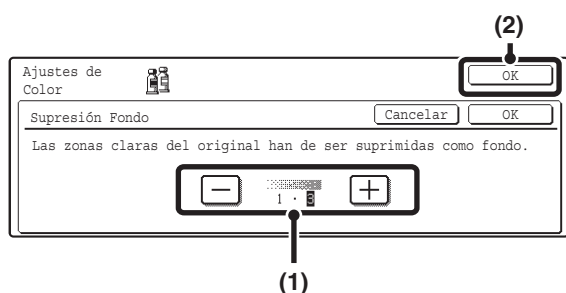 (2)
Ajustes de
Color
OK
Supresión Fondo
Cancelar
OK
Las zonas claras del original han de ser suprimidas como fondo.
1 · 3
(1)